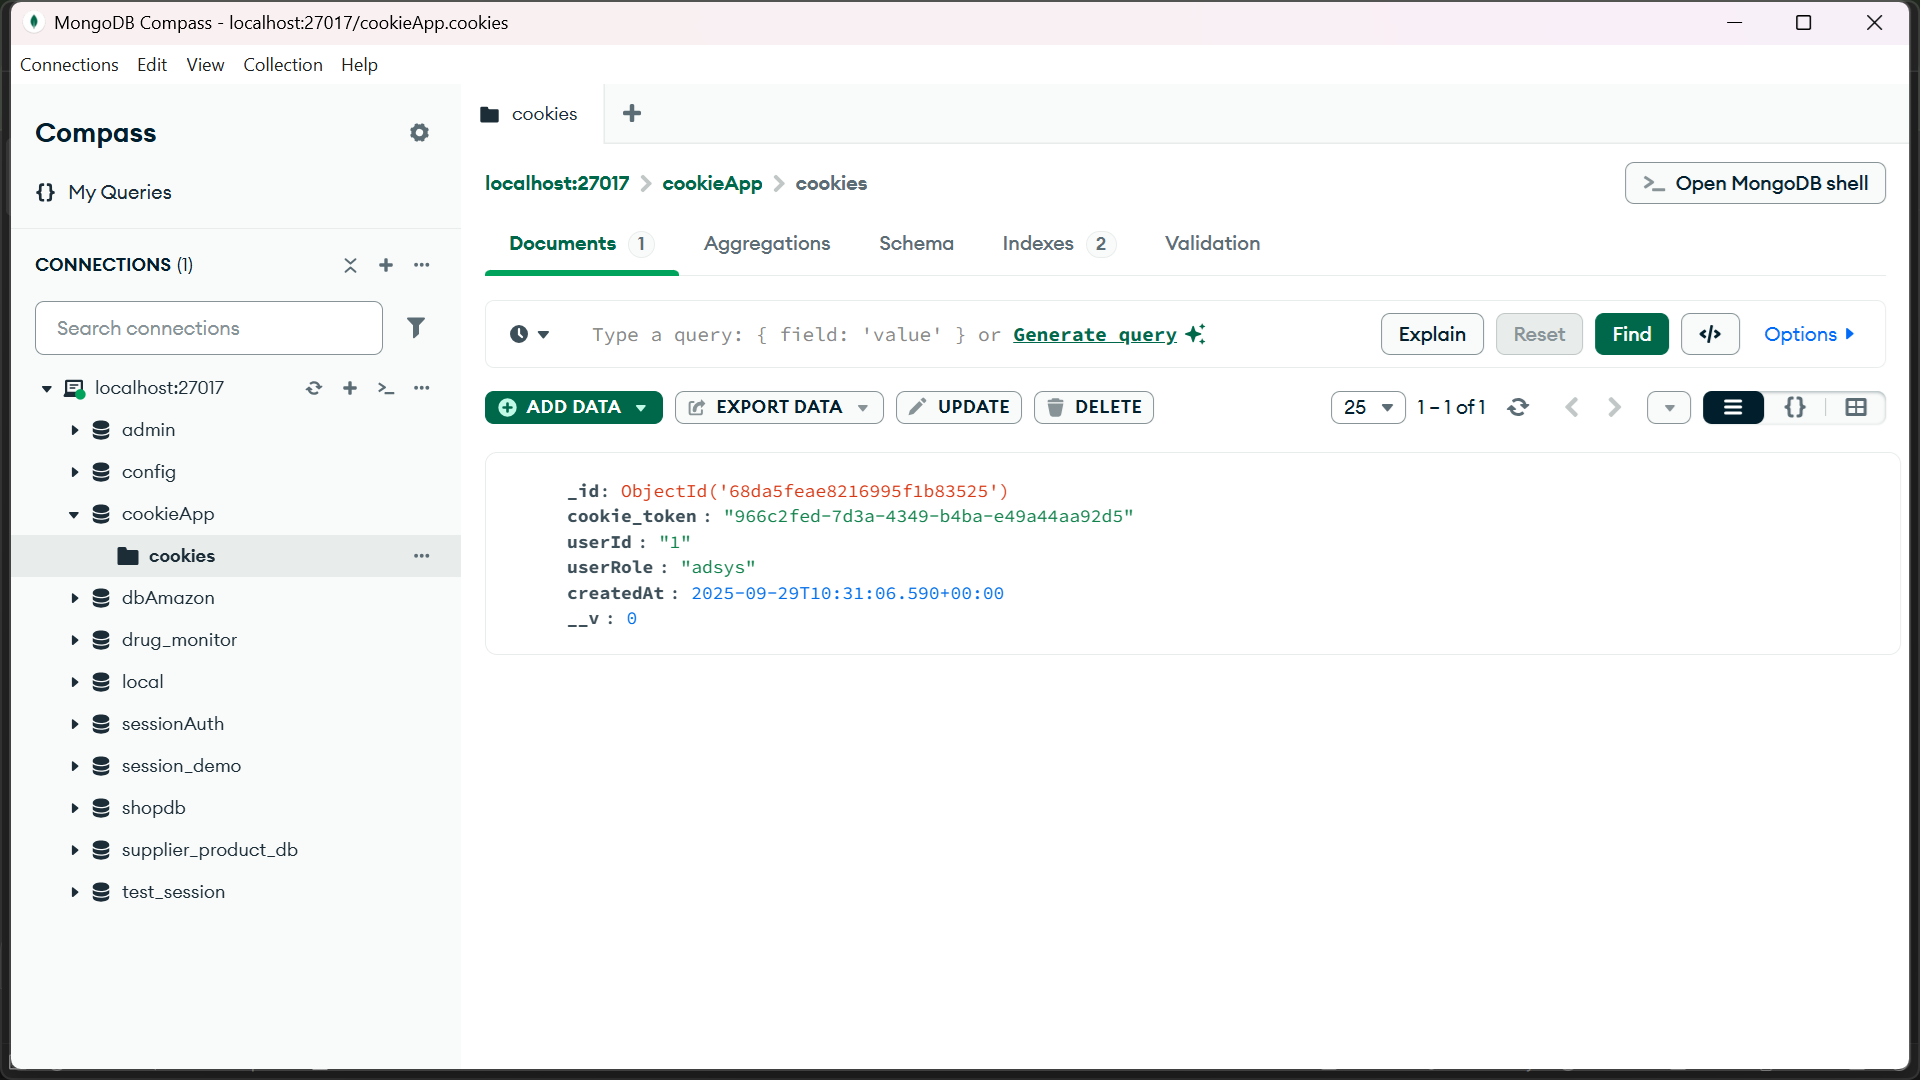 MongoDB Compass - localhost:27017/cookieApp.cookies
Connections Edit View Collection Help
Compass
{} My Queries
CONNECTIONS (1)
Search connections
localhost:27017
admin
config
cookieApp
cookies
dbAmazon
drug_monitor
local
sessionAuth
session_demo
shopdb
supplier_product_db
test_session
cookies
localhost:27017 > cookieApp > cookies
>_ Open MongoDB shell
Documents 1 Aggregations Schema Indexes 2 Validation
Type a query: { field: 'value' } or Generate query
Explain Reset Find </> Options
ADD DATA EXPORT DATA UPDATE DELETE
25 1 – 1 of 1 {}
_id: ObjectId('68da5feae8216995f1b83525')
cookie_token : "966c2fed-7d3a-4349-b4ba-e49a44aa92d5"
userId : "1"
userRole : "adsys"
createdAt : 2025-09-29T10:31:06.590+00:00
__v : 0